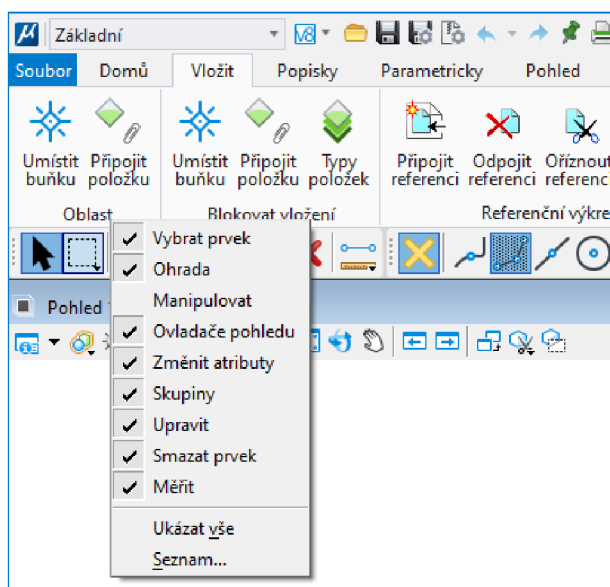 Základní
V8
Soubor Domů Vložit Popisky Parametricky Pohled
Umístit buňku
Připojit položku
Umístit buňku
Připojit položku
Typy položek
Připojit referenci
Odpojit referenci
Oříznout referenc
Oblast
Blokovat vložení
Referenční výkre
Vybrat prvek
Ohrada
Manipulovat
Ovladače pohledu
Změnit atributy
Skupiny
Upravit
Smazat prvek
Měřit
Ukázat vše
Seznam...
Pohled